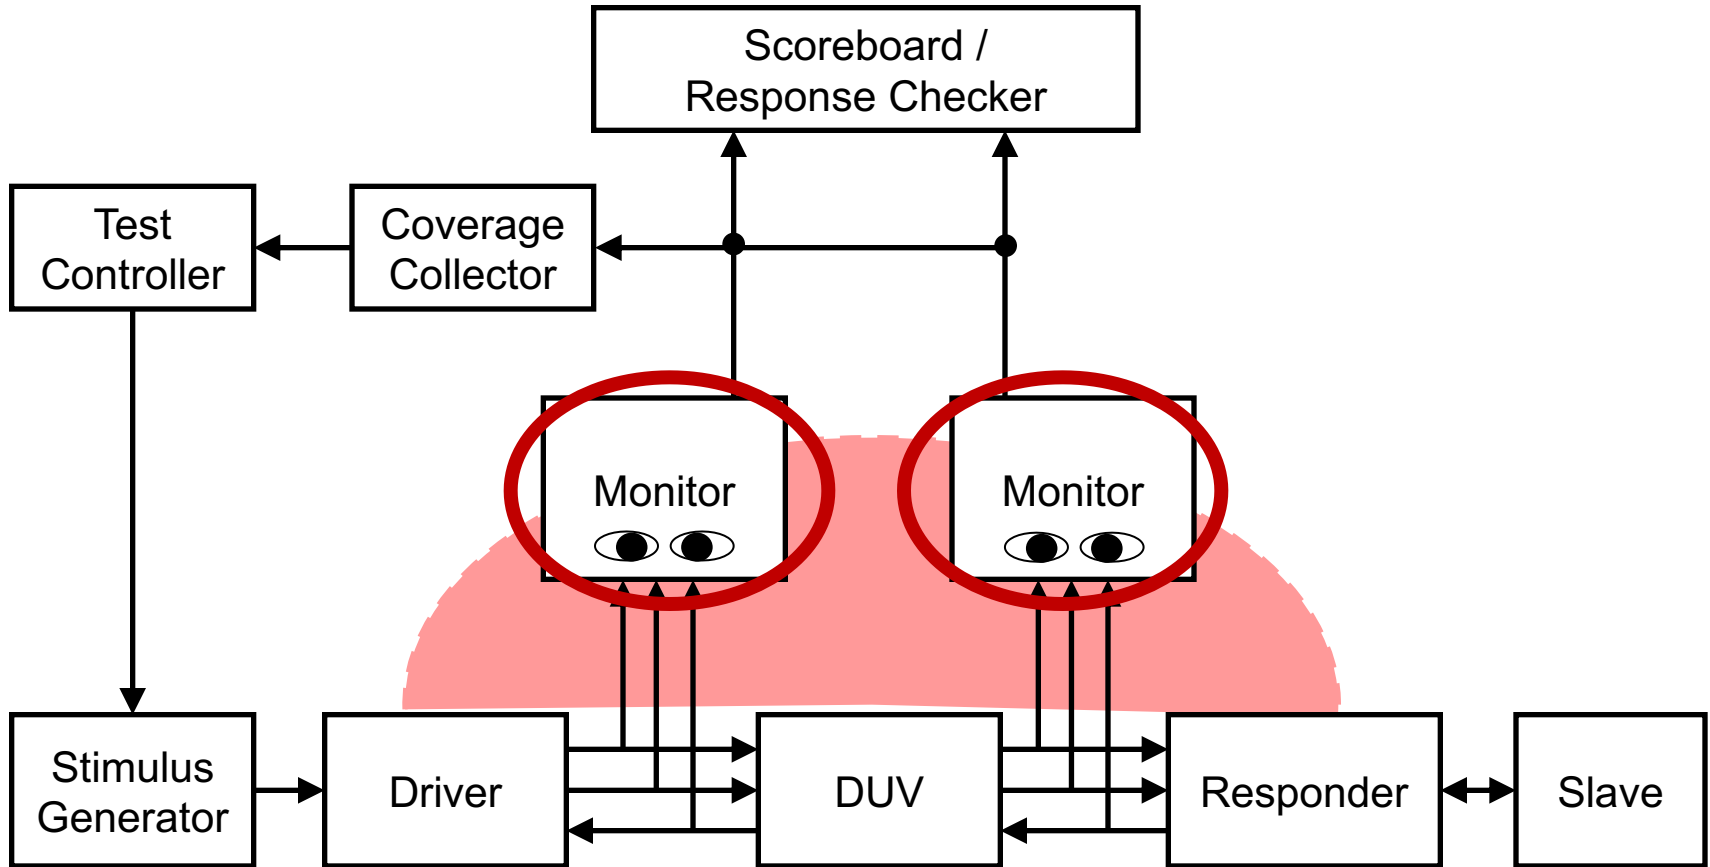 Scoreboard /
Response Checker
Test
Controller
Coverage
Collector
Monitor
Monitor
Stimulus
Generator
Driver
DUV
Responder
Slave